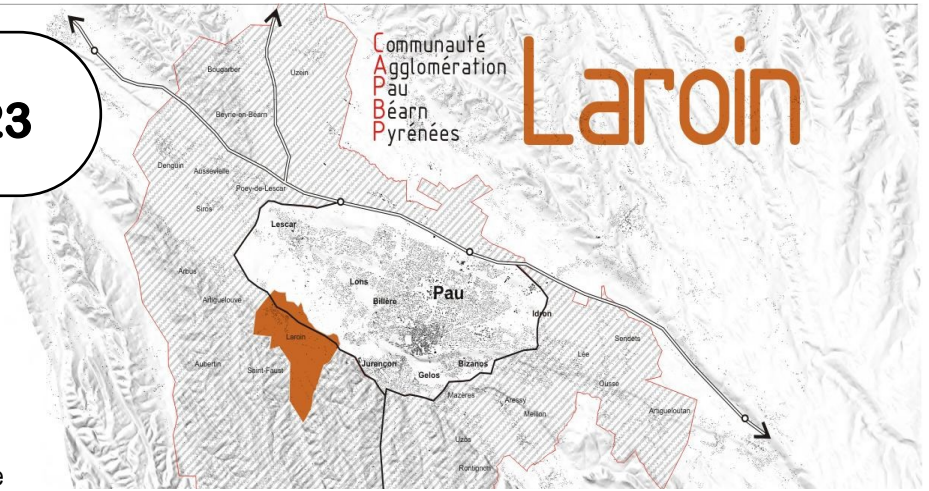 23
Communauté
Agglomération
Pau
Béarn
Pyrénées
Laroin
Bougarber
Uzein
Beyrie-en-Béarn
Denguin
Aussevielle
Poey-de-Lescar
Siros
Lescar
Arbus
Lons
Pau
Artiguelouve
Billère
Idron
Laroin
Sendets
Lée
Aubertin
Saint-Faust
Jurançon
Gelos
Bizanos
Ousse
Mazères
Aressy
Meillon
Artigueloutan
Uzos
Rontignon
e